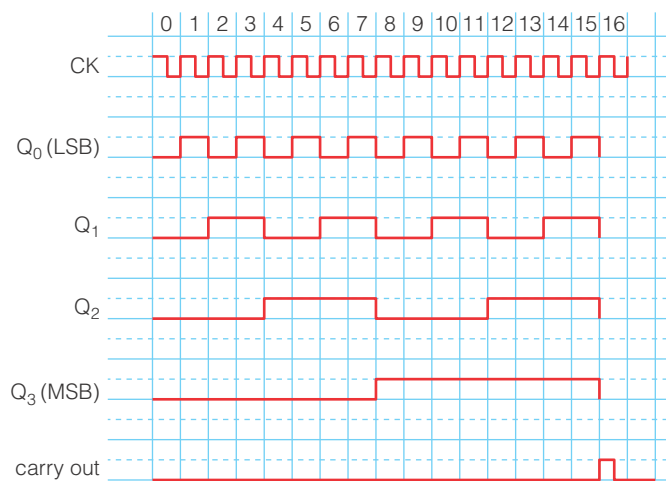 0 1 2 3 4 5 6 7 8 9 10 11 12 13 14 15 16
CK
Q₀ (LSB)
Q₁
Q₂
Q₃ (MSB)
carry out